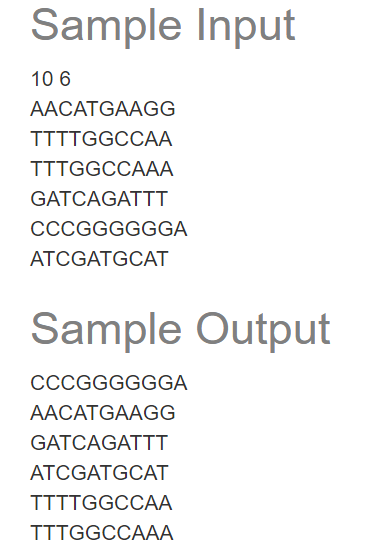 Sample Input
10 6
AACATGAAGG
TTTTGGCCAA
TTTGGCCAAA
GATCAGATTT
CCCGGGGGGA
ATCGATGCAT
Sample Output
CCCGGGGGGA
AACATGAAGG
GATCAGATTT
ATCGATGCAT
TTTTGGCCAA
TTTGGCCAAA